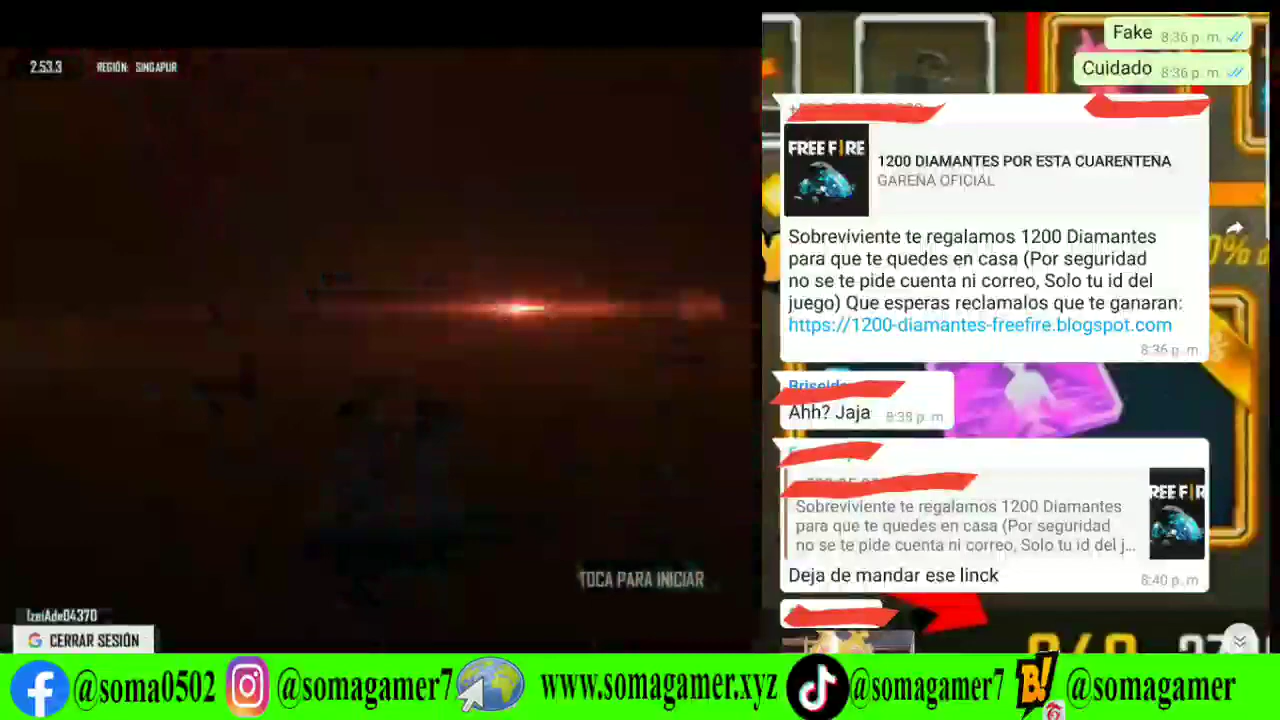 2.53.3
REGIÓN: SINGAPUR
TOCA PARA INICIAR
IzeiAde04370
CERRAR SESIÓN
Fake 8:36 p. m.
Cuidado 8:36 p. m.
FREE FIRE
1200 DIAMANTES POR ESTA CUARENTENA
GARENA OFICIAL
Sobreviviente te regalamos 1200 Diamantes
para que te quedes en casa (Por seguridad
no se te pide cuenta ni correo, Solo tu id del
juego) Que esperas reclamalos que te ganaran:
https://1200-diamantes-freefire.blogspot.com
8:36 p. m
Ahh? Jaja 8:38 p. m
Sobreviviente te regalamos 1200 Diamantes
para que te quedes en casa (Por seguridad
no se te pide cuenta ni correo, Solo tu id del j...
REE FIR
Deja de mandar ese linck 8:40 p. m
@soma0502 @somagamer7 www.somagamer.xyz @somagamer7 @somagamer